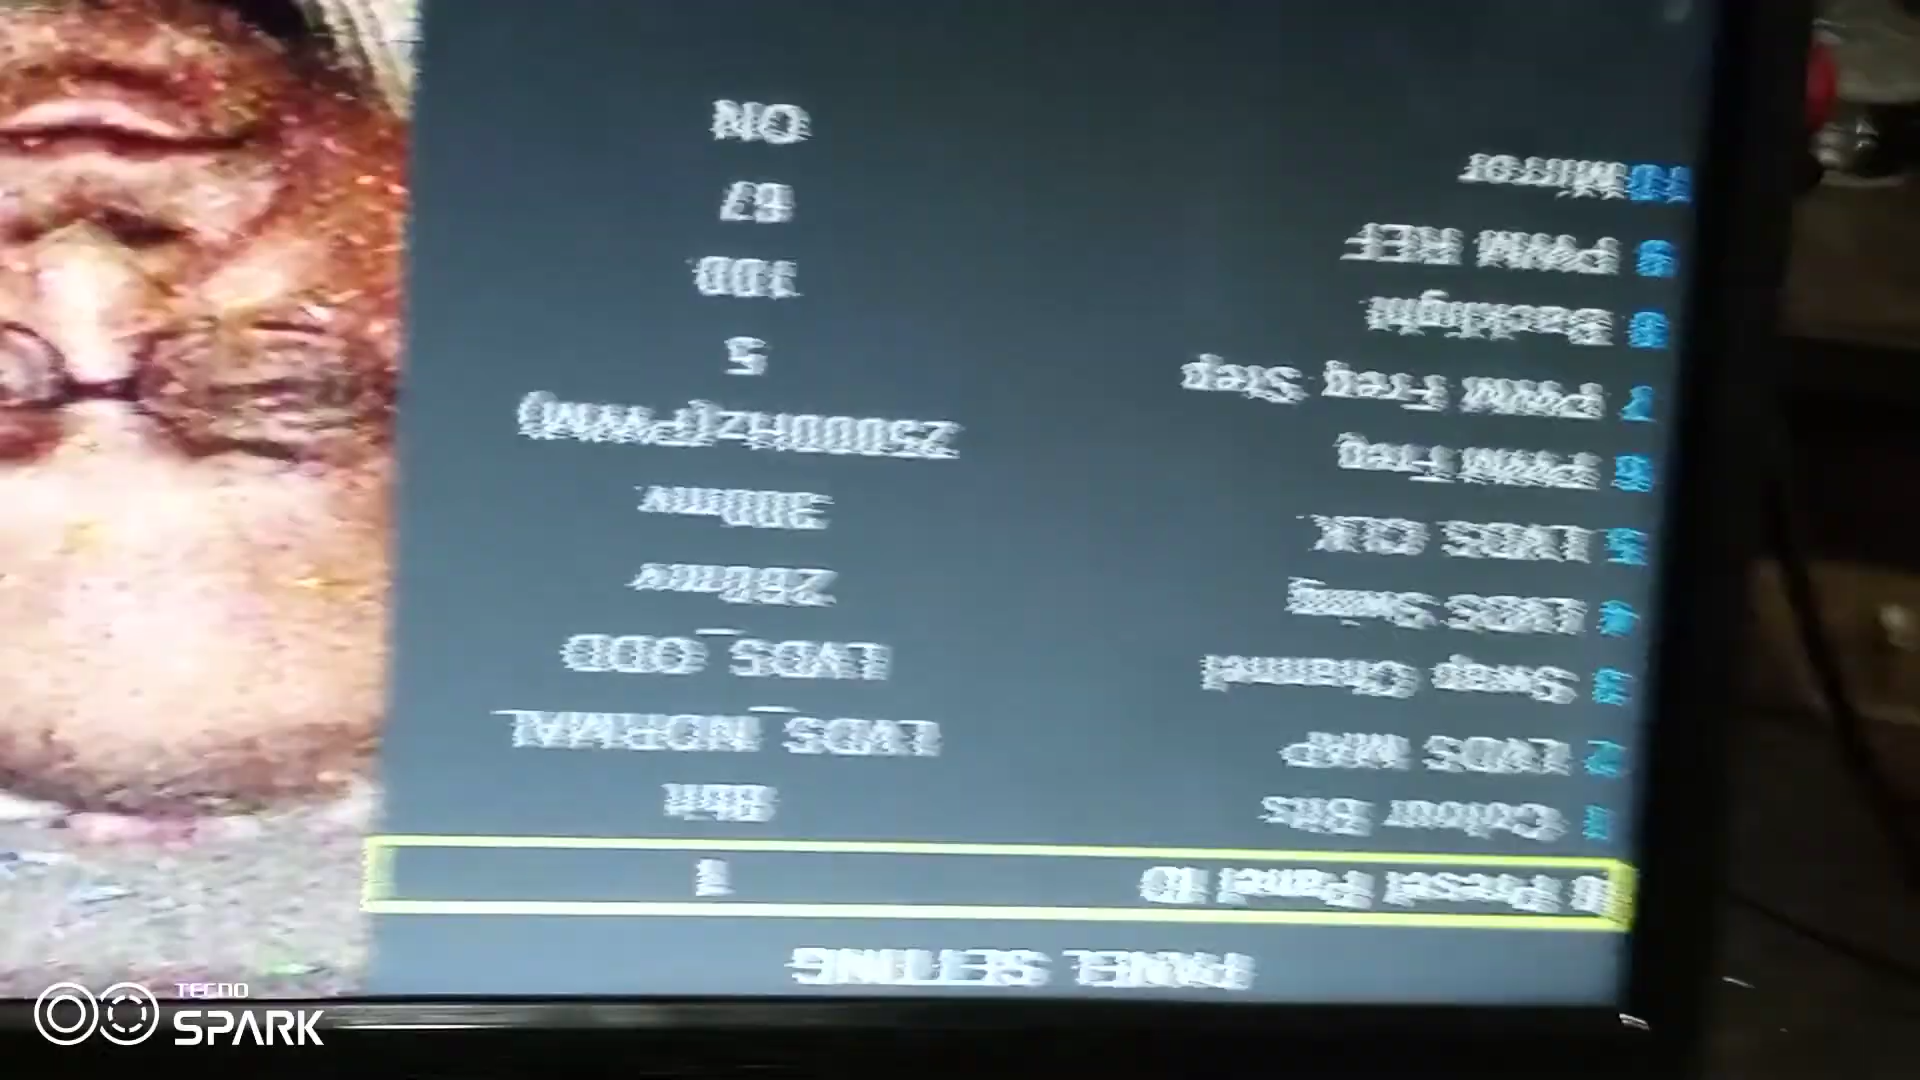 PANEL SETTING
0 Preset Panel ID 1
1 Colour Bits 8bit
2 LVDS MAP LVDS_NORMAL
3 Swap Channel LVDS_ODD
4 LVDS Swing 260mv
5 LVDS CLK 300mv
6 PWM Freq 25000Hz(PWM)
7 PWM Freq Step 5
8 Backlight 100
9 PWM REF
10 Mirror ON
TECNO
SPARK